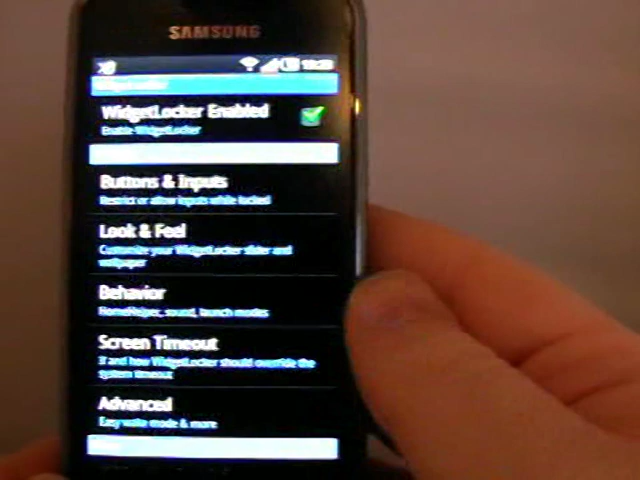 SAMSUNG
WidgetLocker
WidgetLocker Enabled
Enable WidgetLocker
Buttons & Inputs
Restrict or allow inputs while locked
Look & Feel
Customize your WidgetLocker slider and
wallpaper
Behavior
HomeHelper, sound, launch modes
Screen Timeout
If and how WidgetLocker should override the
system timeout
Advanced
Easy wake mode & more